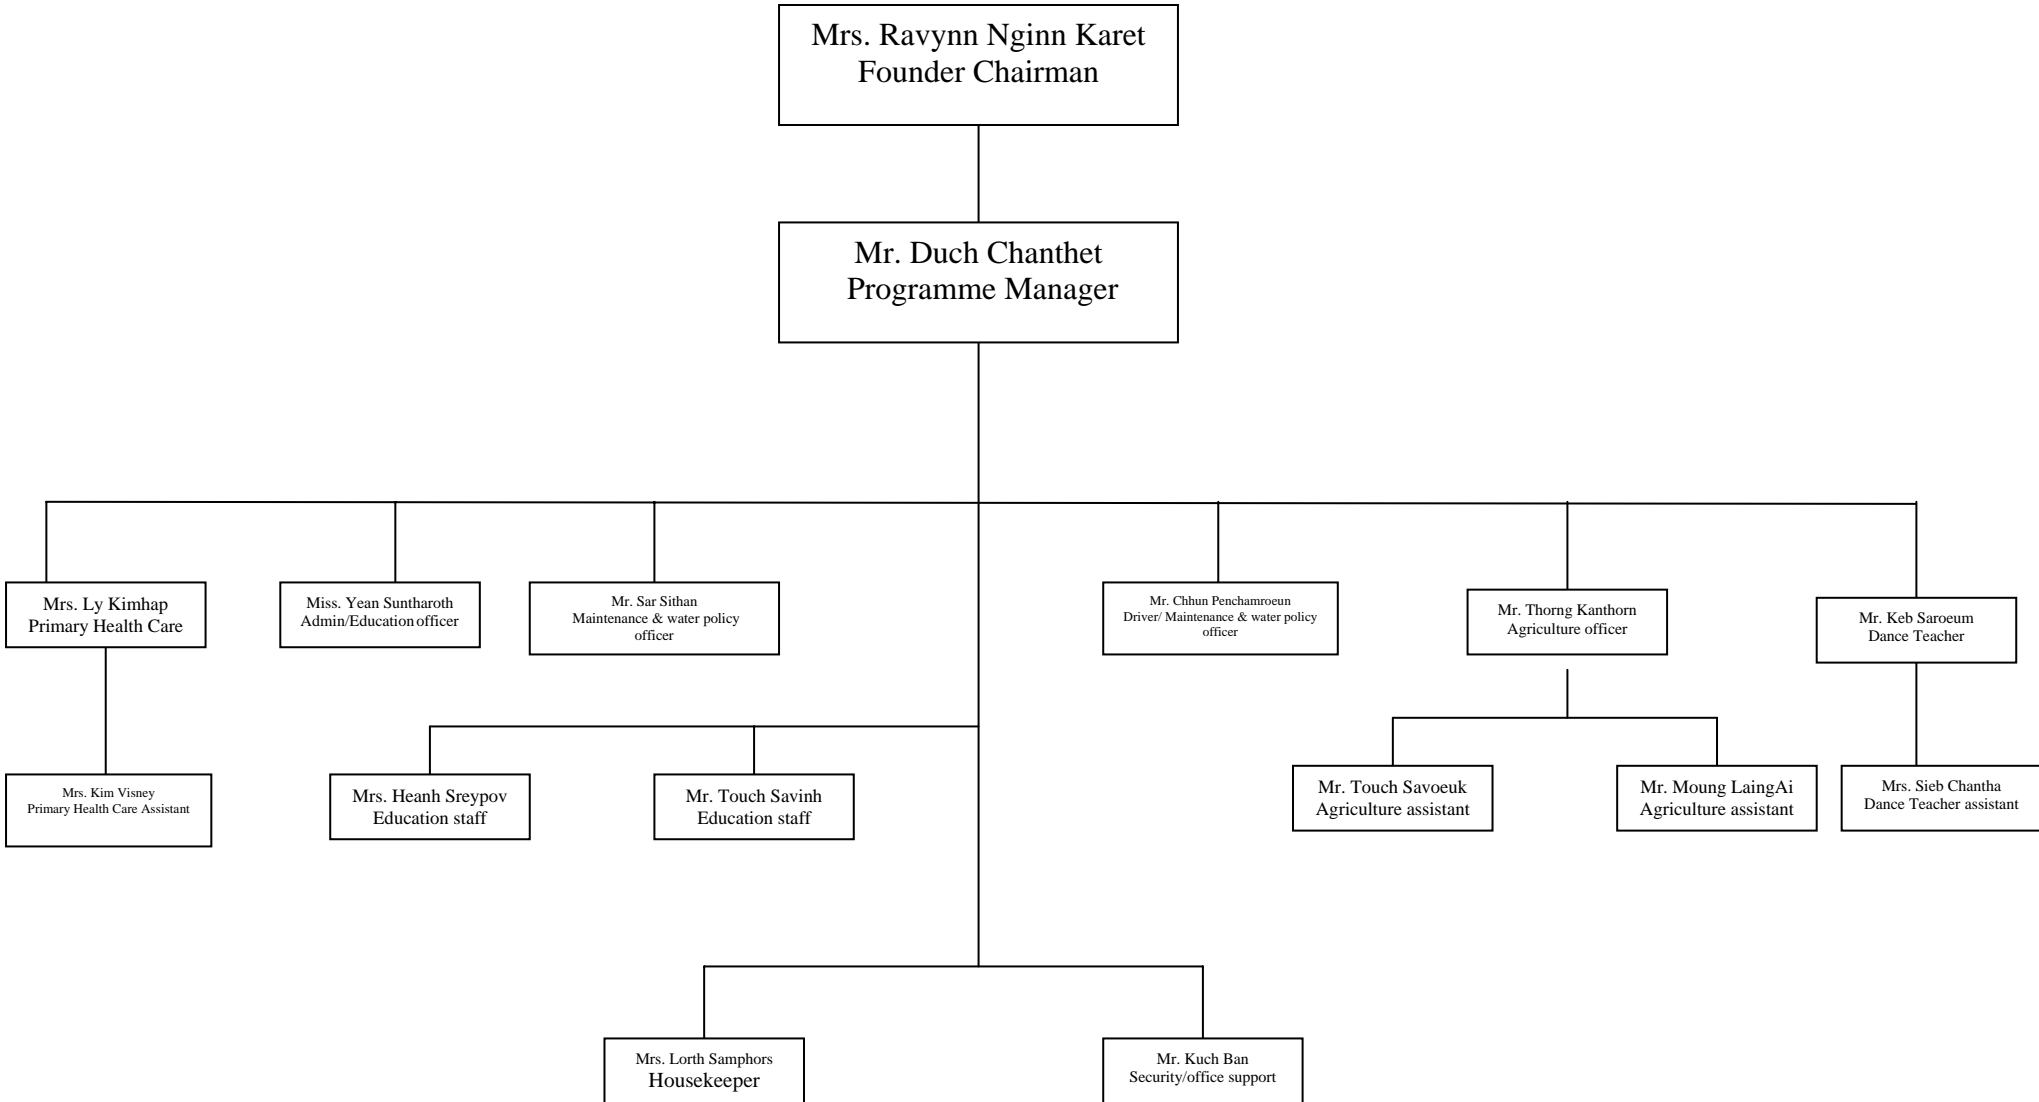 Mrs. Ravynn Nginn Karet
Founder Chairman
Mr. Duch Chanthet
Programme Manager
Mrs. Ly Kimhap
Primary Health Care
Miss. Yean Suntharoth
Admin/Education officer
Mr. Sar Sithan
Maintenance & water policy
officer
Mr. Chhun Penchamroeun
Driver/ Maintenance & water policy
officer
Mr. Thorng Kanthorn
Agriculture officer
Mr. Keb Saroeum
Dance Teacher
Mrs. Kim Visney
Primary Health Care Assistant
Mrs. Heanh Sreypov
Education staff
Mr. Touch Savinh
Education staff
Mr. Touch Savoeuk
Agriculture assistant
Mr. Moung LaingAi
Agriculture assistant
Mrs. Sieb Chantha
Dance Teacher assistant
Mrs. Lorth Samphors
Housekeeper
Mr. Kuch Ban
Security/office support